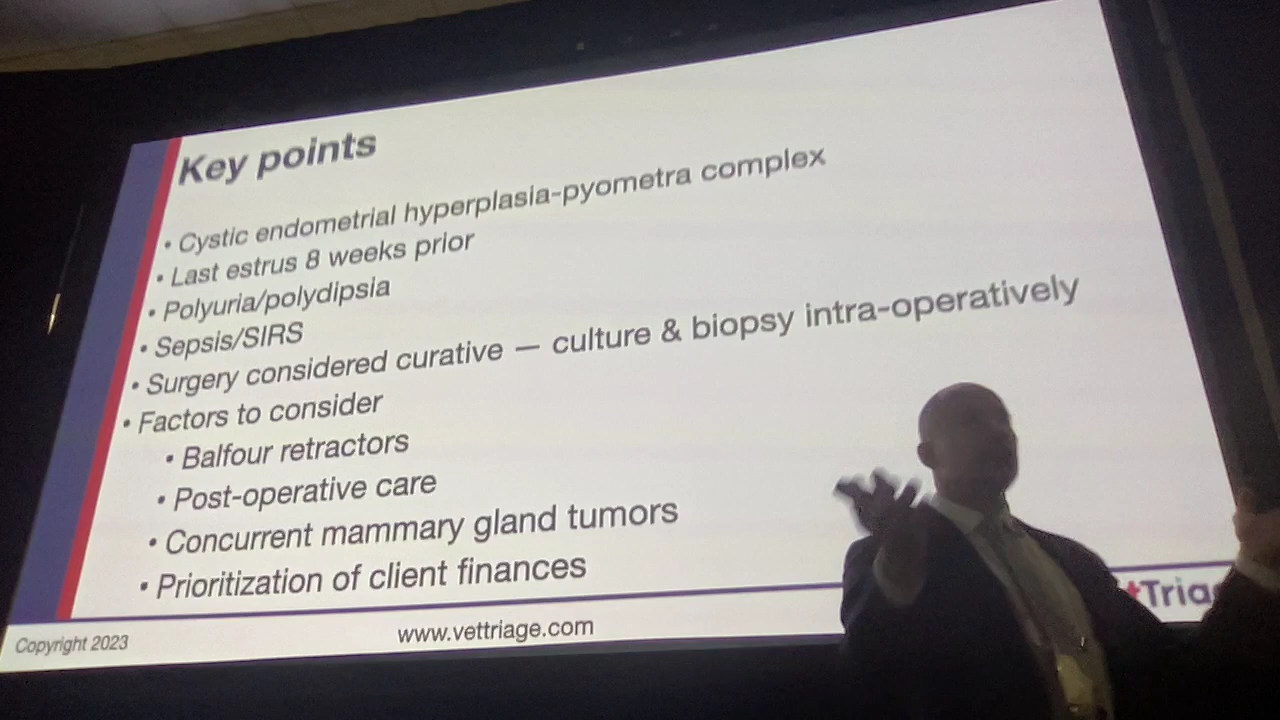 Key points
• Cystic endometrial hyperplasia-pyometra complex
• Last estrus 8 weeks prior
• Polyuria/polydipsia
• Sepsis/SIRS
• Surgery considered curative — culture & biopsy intra-operatively
• Factors to consider
• Balfour retractors
• Post-operative care
• Concurrent mammary gland tumors
• Prioritization of client finances
Copyright 2023
www.vettriage.com